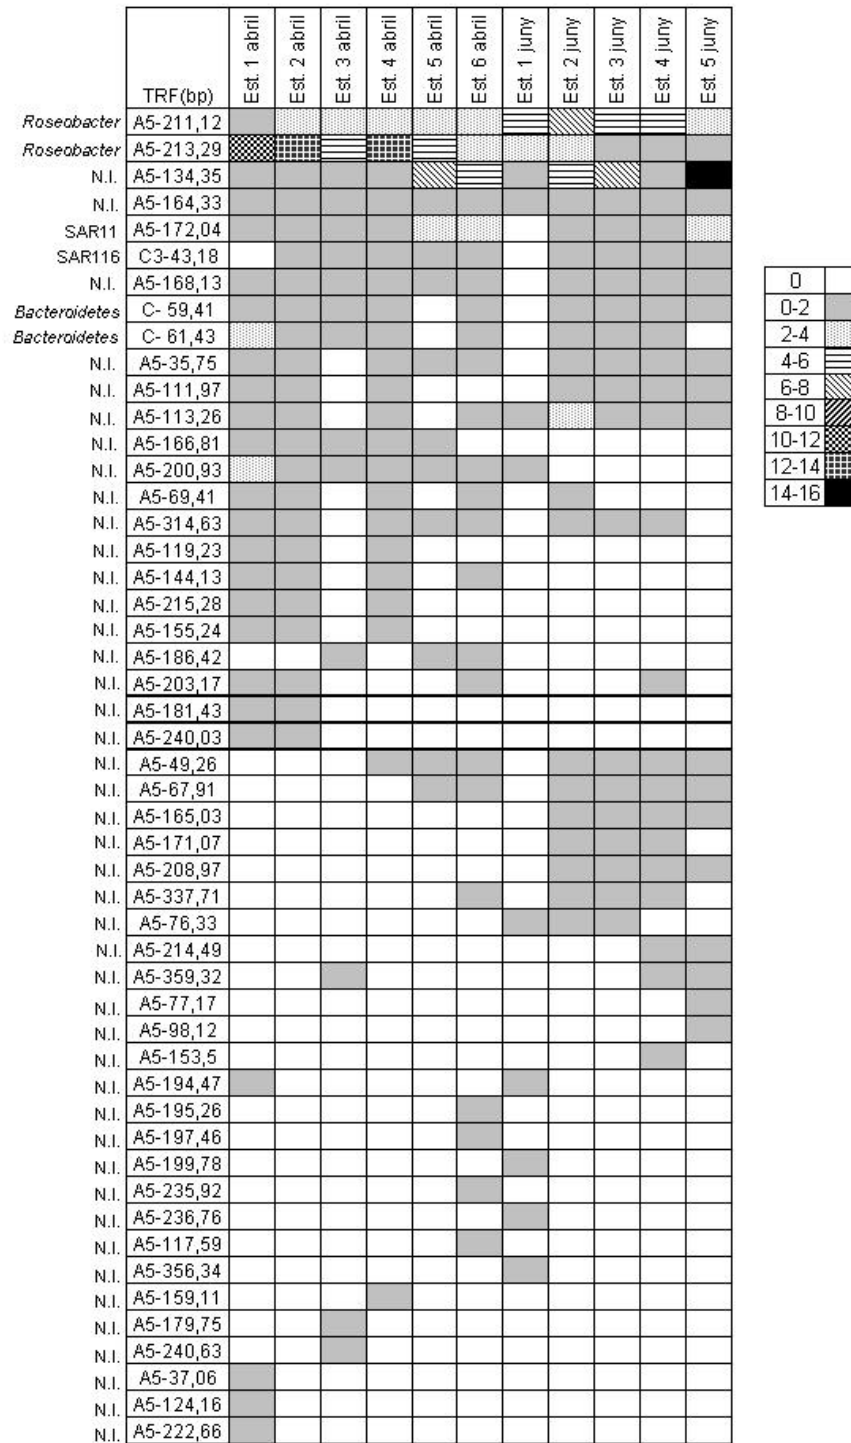 TRF(bp) Est. 1 abril Est. 2 abril Est. 3 abril Est. 4 abril Est. 5 abril Est. 6 abril Est. 1 juny Est. 2 juny Est. 3 juny Est. 4 juny Est. 5 juny
Roseobacter A5-211,12
Roseobacter A5-213,29
N.I. A5-134,35
N.I. A5-164,33
SAR11 A5-172,04
SAR116 C3-43,18
N.I. A5-168,13
Bacteroidetes C- 59,41
Bacteroidetes C- 61,43
N.I. A5-35,75
N.I. A5-111,97
N.I. A5-113,26
N.I. A5-166,81
N.I. A5-200,93
N.I. A5-69,41
N.I. A5-314,63
N.I. A5-119,23
N.I. A5-144,13
N.I. A5-215,28
N.I. A5-155,24
N.I. A5-186,42
N.I. A5-203,17
N.I. A5-181,43
N.I. A5-240,03
N.I. A5-49,26
N.I. A5-67,91
N.I. A5-165,03
N.I. A5-171,07
N.I. A5-208,97
N.I. A5-337,71
N.I. A5-76,33
N.I. A5-214,49
N.I. A5-359,32
N.I. A5-77,17
N.I. A5-98,12
N.I. A5-153,5
N.I. A5-194,47
N.I. A5-195,26
N.I. A5-197,46
N.I. A5-199,78
N.I. A5-235,92
N.I. A5-236,76
N.I. A5-117,59
N.I. A5-356,34
N.I. A5-159,11
N.I. A5-179,75
N.I. A5-240,63
N.I. A5-37,06
N.I. A5-124,16
N.I. A5-222,66
0
0-2
2-4
4-6
6-8
8-10
10-12
12-14
14-16